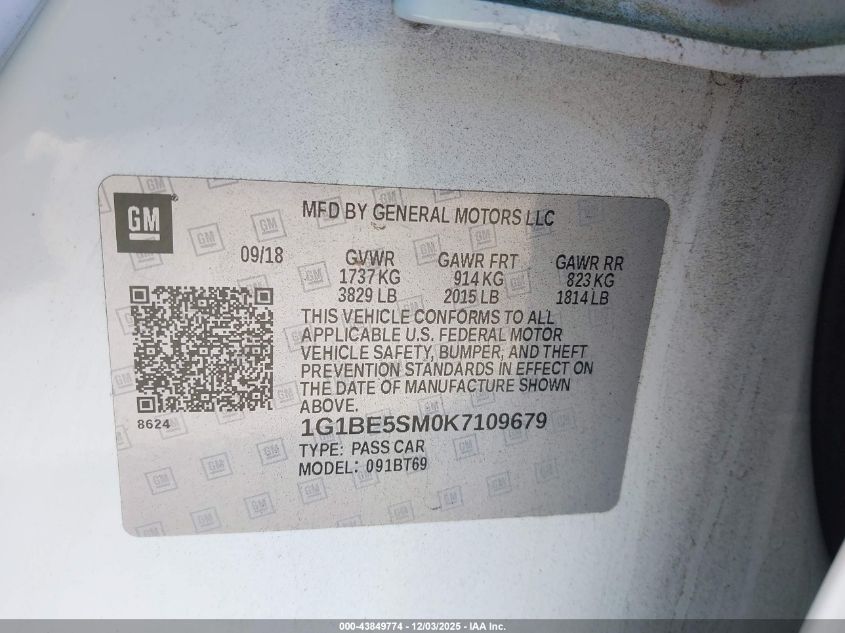 GM
MFD BY GENERAL MOTORS LLC
09/18
GVWR
1737 KG
3829 LB
GAWR FRT
914 KG
2015 LB
GAWR RR
823 KG
1814 LB
THIS VEHICLE CONFORMS TO ALL
APPLICABLE U.S. FEDERAL MOTOR
VEHICLE SAFETY, BUMPER, AND THEFT
PREVENTION STANDARDS IN EFFECT ON
THE DATE OF MANUFACTURE SHOWN
ABOVE.
8624
1G1BE5SM0K7109679
TYPE: PASS CAR
MODEL: 091BT69
000-43849774 - 12/03/2025 - IAA Inc.